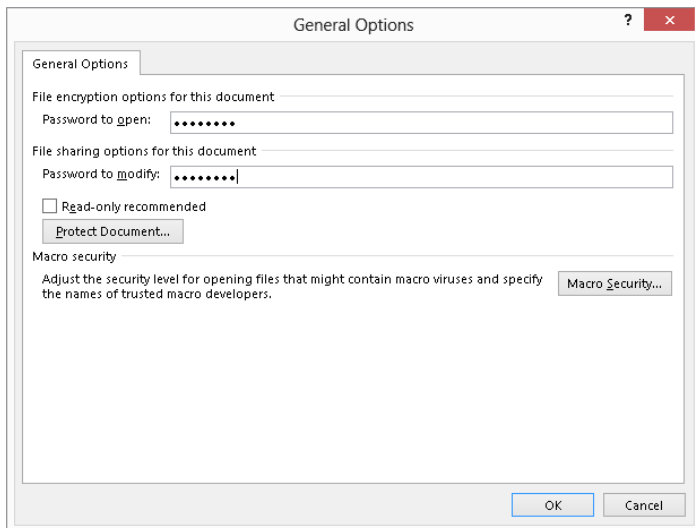 General Options
?
×
General Options
File encryption options for this document
Password to open: ••••••••
File sharing options for this document
Password to modify: ••••••••
Read-only recommended
Protect Document...
Macro security
Adjust the security level for opening files that might contain macro viruses and specify
the names of trusted macro developers.
Macro Security...
OK
Cancel